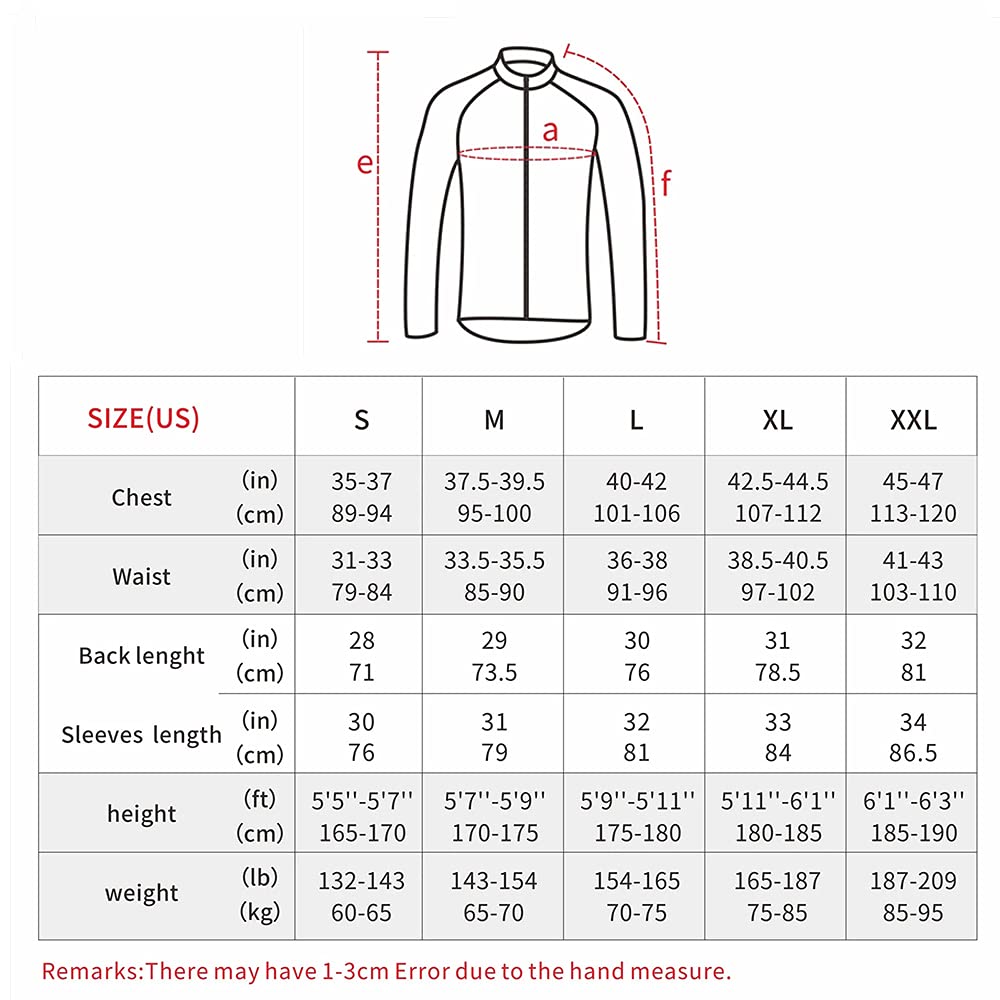 e
a
f
SIZE(US) S M L XL XXL
Chest (in) 35-37 37.5-39.5 40-42 42.5-44.5 45-47
(cm) 89-94 95-100 101-106 107-112 113-120
Waist (in) 31-33 33.5-35.5 36-38 38.5-40.5 41-43
(cm) 79-84 85-90 91-96 97-102 103-110
Back lenght (in) 28 29 30 31 32
(cm) 71 73.5 76 78.5 81
Sleeves length (in) 30 31 32 33 34
(cm) 76 79 81 84 86.5
height (ft) 5'5''-5'7'' 5'7''-5'9'' 5'9''-5'11'' 5'11''-6'1'' 6'1''-6'3''
(cm) 165-170 170-175 175-180 180-185 185-190
weight (lb) 132-143 143-154 154-165 165-187 187-209
(kg) 60-65 65-70 70-75 75-85 85-95
Remarks:There may have 1-3cm Error due to the hand measure.